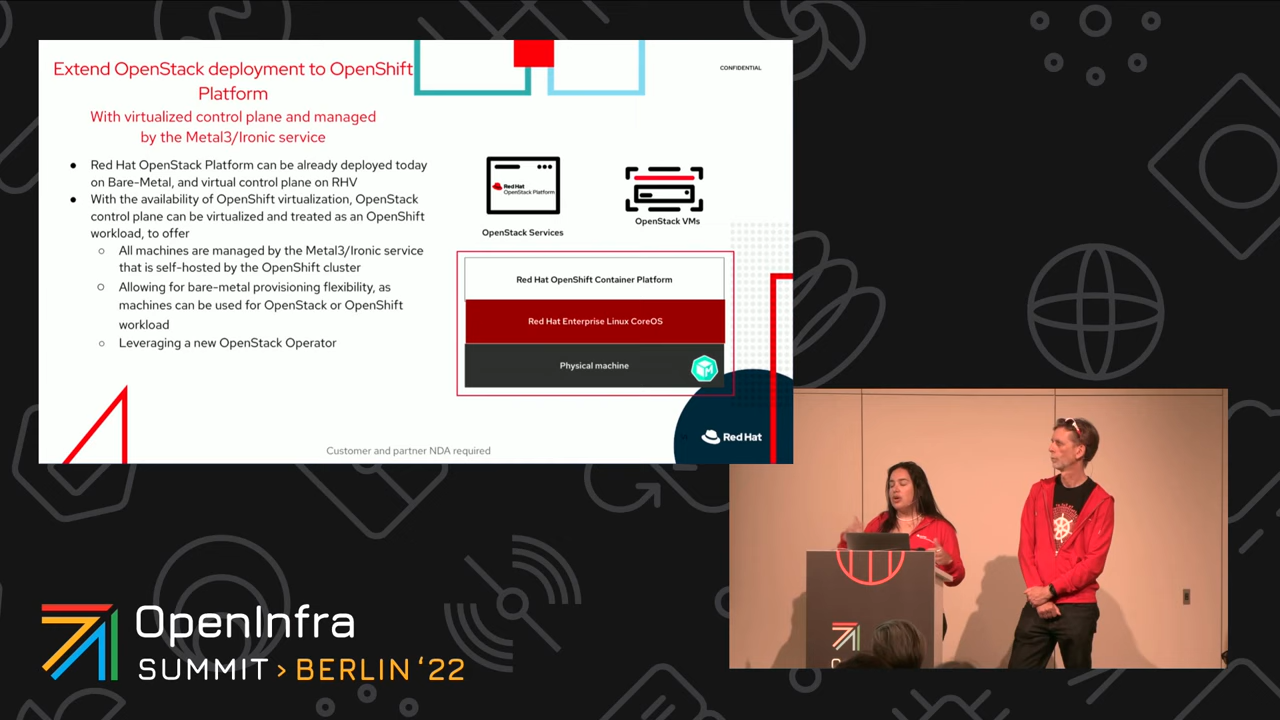 Extend OpenStack deployment to OpenShift
Platform
CONFIDENTIAL
With virtualized control plane and managed
by the Metal3/Ironic service
● Red Hat OpenStack Platform can be already deployed today
on Bare-Metal, and virtual control plane on RHV
● With the availability of OpenShift virtualization, OpenStack
control plane can be virtualized and treated as an OpenShift
workload, to offer
○ All machines are managed by the Metal3/Ironic service
that is self-hosted by the OpenShift cluster
○ Allowing for bare-metal provisioning flexibility, as
machines can be used for OpenStack or OpenShift
workload
○ Leveraging a new OpenStack Operator
Red Hat
OpenStack Platform
OpenStack Services
OpenStack VMs
Red Hat OpenShift Container Platform
Red Hat Enterprise Linux CoreOS
Physical machine
Red Hat
Customer and partner NDA required
OpenInfra
SUMMIT > BERLIN ‘22